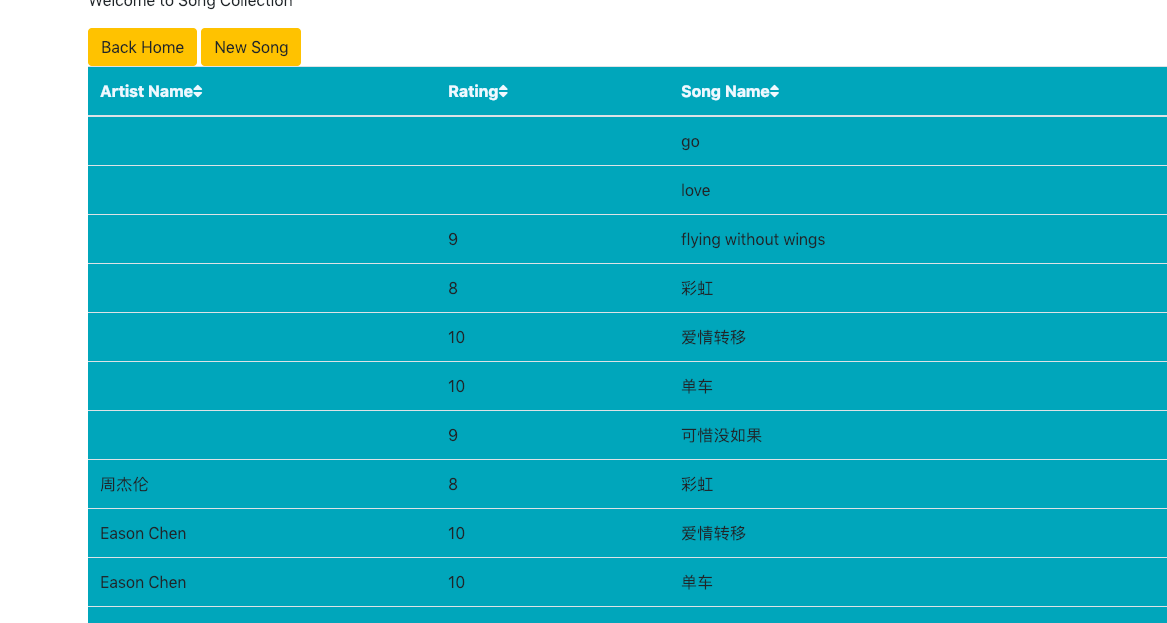 Welcome to Song Collection
Back Home New Song
Artist Name Rating Song Name
go
love
9 flying without wings
8 彩虹
10 爱情转移
10 单车
9 可惜没如果
周杰伦 8 彩虹
Eason Chen 10 爱情转移
Eason Chen 10 单车